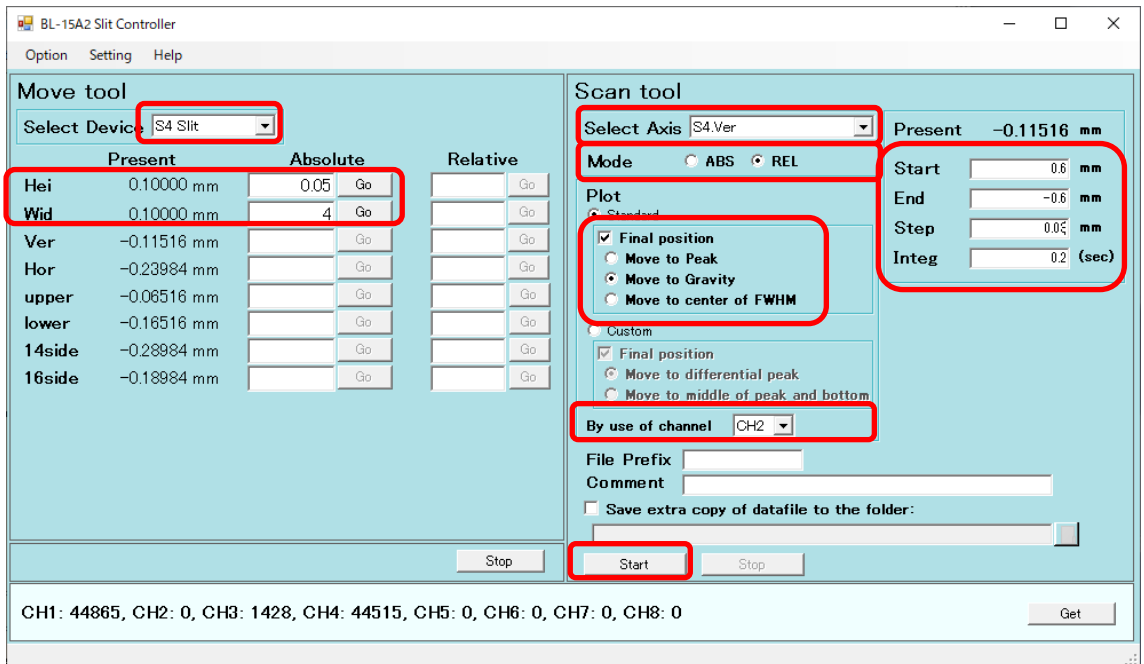 BL-15A2 Slit Controller
Option Setting Help
Move tool
Select Device S4 Slit
Present Absolute Relative
Hei 0.10000 mm 0.05 Go Go
Wid 0.10000 mm 4 Go Go
Ver -0.11516 mm Go Go
Hor -0.23984 mm Go Go
upper -0.06516 mm Go Go
lower -0.16516 mm Go Go
14side -0.28984 mm Go Go
16side -0.18984 mm Go Go
Stop
Scan tool
Select Axis S4.Ver
Mode ABS REL
Plot
Standard
Final position
Move to Peak
Move to Gravity
Move to center of FWHM
Custom
Final position
Move to differential peak
Move to middle of peak and bottom
By use of channel CH2
Present -0.11516 mm
Start 0.6 mm
End -0.6 mm
Step mm
Integ 0.2 (sec)
File Prefix
Comment
Save extra copy of datafile to the folder:
Start Stop
CH1: 44865, CH2: 0, CH3: 1428, CH4: 44515, CH5: 0, CH6: 0, CH7: 0, CH8: 0
Get